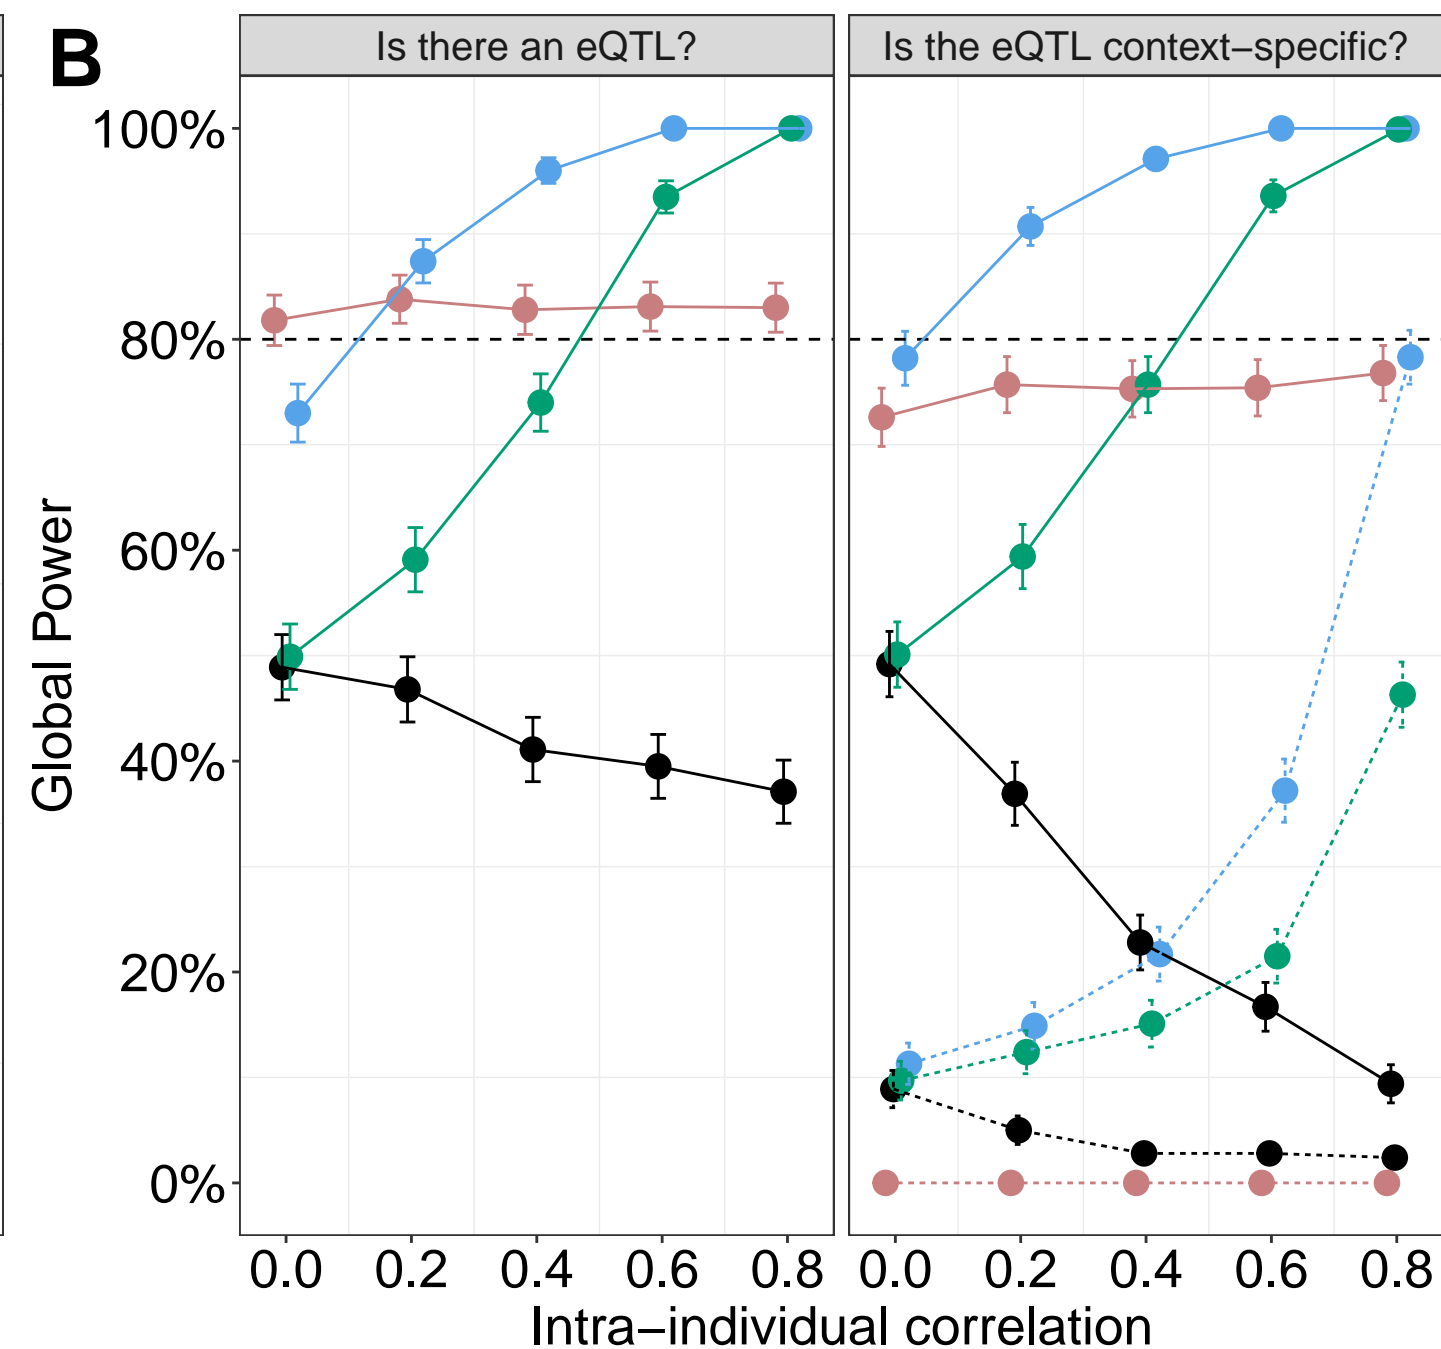 B
Is there an eQTL?
Is the eQTL context−specific?
Global Power
100%
80%
60%
40%
20%
0%
0.0 0.2 0.4 0.6 0.8
0.0 0.2 0.4 0.6 0.8
Intra−individual correlation